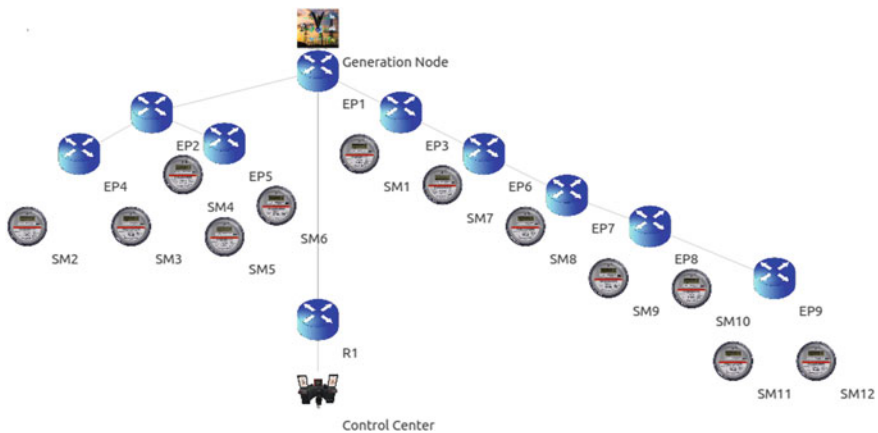 Generation Node
EP1
EP2
EP3
EP4
EP5
EP6
SM1
SM4
SM6
SM7
SM2
SM3
SM5
SM8
EP7
EP8
SM9
SM10
EP9
R1
SM11
SM12
Control Center